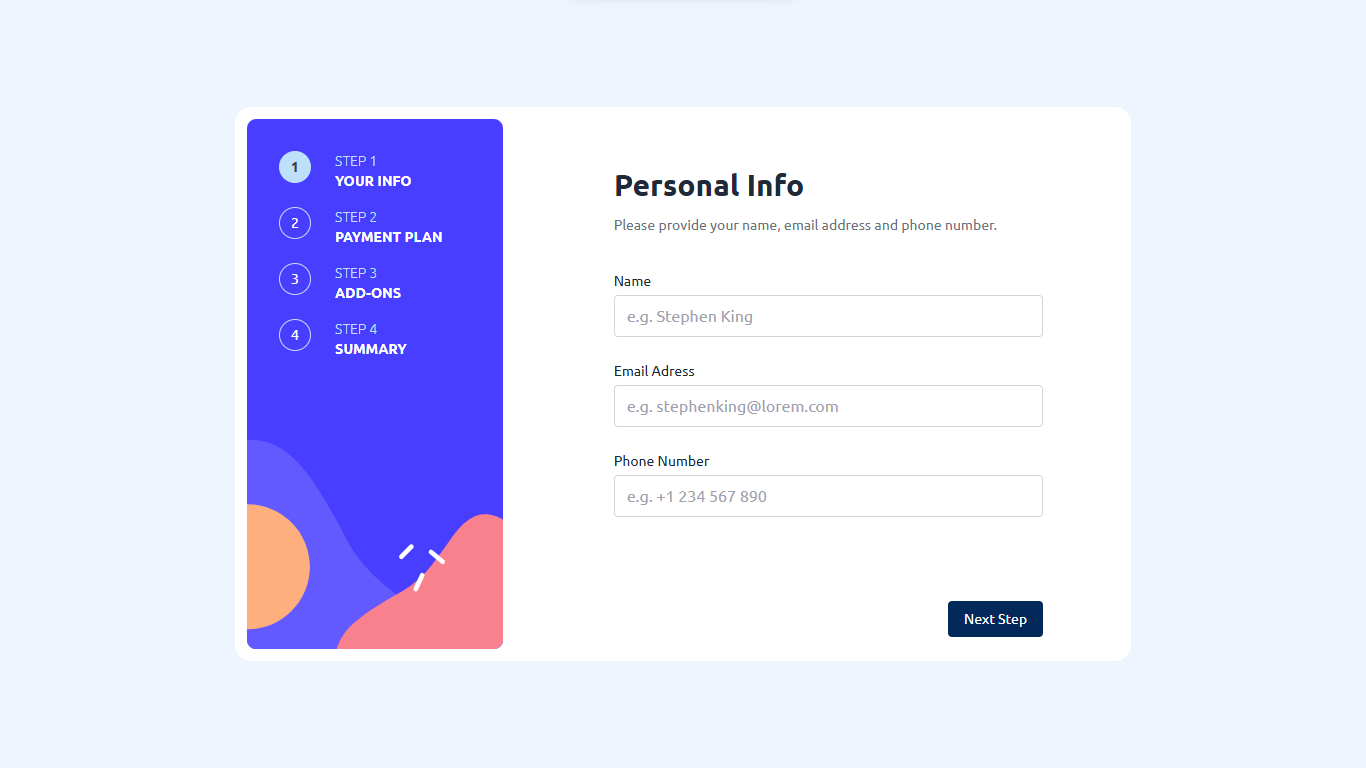 1
STEP 1
YOUR INFO
2
STEP 2
PAYMENT PLAN
3
STEP 3
ADD-ONS
4
STEP 4
SUMMARY
Personal Info
Please provide your name, email address and phone number.
Name
e.g. Stephen King
Email Adress
e.g. stephenking@lorem.com
Phone Number
e.g. +1 234 567 890
Next Step